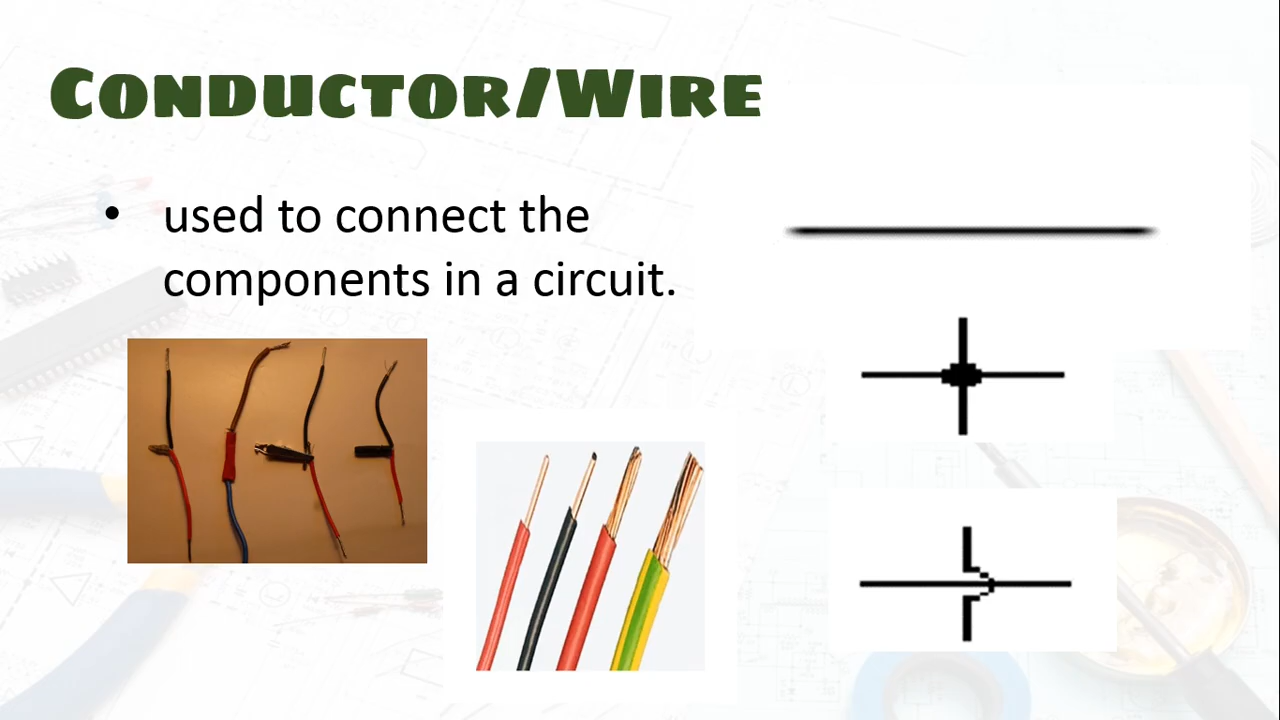 Conductor/Wire
• used to connect the
components in a circuit.